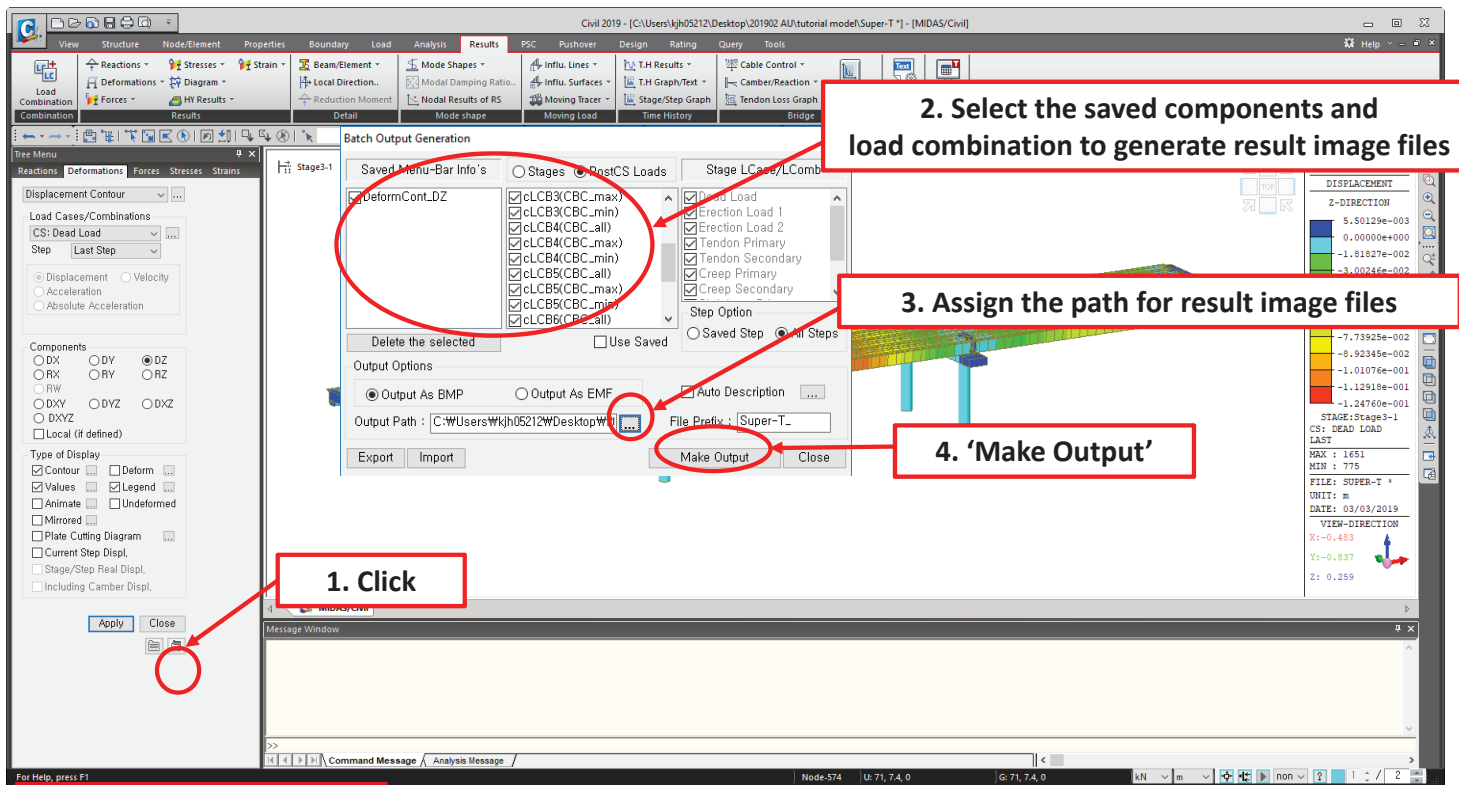 Civil 2019 - [C:\Users\kjh05212\Desktop\201902 AU\tutorial model\Super-T *] - [MIDAS/Civil]
View Structure Node/Element Properties Boundary Load Analysis Results PSC Pushover Design Rating Query Tools Help
Load Combination
Reactions Stresses Strain
Deformations Diagram
Forces HY Results
Beam/Element
Local Direction..
Reduction Moment
Mode Shapes
Modal Damping Ratio..
Nodal Results of RS
Influ. Lines
Influ. Surfaces
Moving Tracer
T.H Results
T.H Graph/Text
Stage/Step Graph
Cable Control
Camber/Reaction
Tendon Loss Graph
Text
Combination Results Detail Mode shape Moving Load Time History Bridge
2. Select the saved components and
load combination to generate result image files
Tree Menu
Reactions Deformations Forces Stresses Strains
Displacement Contour ...
Load Cases/Combinations
CS: Dead Load ...
Step Last Step
Displacement Velocity
Acceleration
Absolute Acceleration
Components
DX DY DZ
RX RY RZ
RW
DXY DYZ DXZ
DXYZ
Local (if defined)
Type of Display
Contour ... Deform ...
Values ... Legend ...
Animate ... Undeformed
Mirrored ...
Plate Cutting Diagram ...
Current Step Displ,
Stage/Step Real Displ,
Including Camber Displ,
Apply Close
1. Click
Stage3-1
Batch Output Generation
Saved Menu-Bar Info's Stages PostCS Loads Stage LCase/LComb
DeformCont_DZ
cLCB3(CBC_max)
cLCB3(CBC_min)
cLCB4(CBC_all)
cLCB4(CBC_max)
cLCB4(CBC_min)
cLCB5(CBC_all)
cLCB5(CBC_max)
cLCB5(CBC_min)
cLCB6(CBC_all)
Dead Load
Erection Load 1
Erection Load 2
Tendon Primary
Tendon Secondary
Creep Primary
Creep Secondary
Step Option
Saved Step All Steps
Delete the selected Use Saved
Output Options
Output As BMP Output As EMF Auto Description ...
Output Path : C:₩Users₩kjh05212₩Desktop₩ ... File Prefix : Super-T_
Export Import Make Output Close
3. Assign the path for result image files
4. ‘Make Output’
TOP
DISPLACEMENT
Z-DIRECTION
5.50129e-003
0.00000e+000
-1.81827e-002
-3.00246e-002
-7.73925e-002
-8.92345e-002
-1.01076e-001
-1.12918e-001
-1.24760e-001
STAGE:Stage3-1
CS: DEAD LOAD
LAST
MAX : 1651
MIN : 775
FILE: SUPER-T *
UNIT: m
DATE: 03/03/2019
VIEW-DIRECTION
X:-0.483
Y:-0.837
Z: 0.259
MIDAS/Civil
Message Window
>>
Command Message Analysis Message
For Help, press F1
Node-574 U: 71, 7.4, 0 G: 71, 7.4, 0 kN m non ? 1 / 2